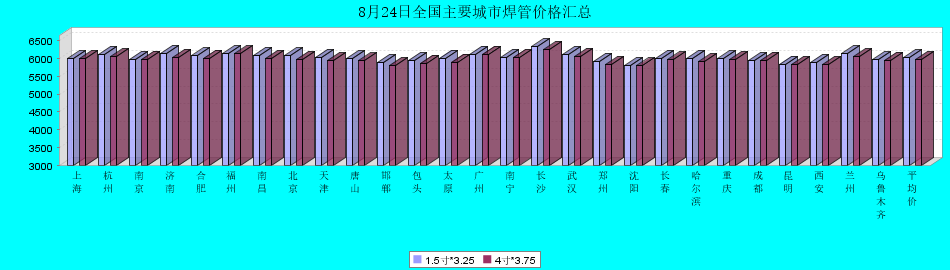 8月24日全国主要城市焊管价格汇总
6500
6000
5500
5000
4500
4000
3500
3000
上海 杭州 南京 济南 合肥 福州 南昌 北京 天津 唐山 邯郸 包头 太原 广州 南宁 长沙 武汉 郑州 沈阳 长春 哈尔滨 重庆 成都 昆明 西安 兰州 乌鲁木齐 平均价
1.5寸*3.25 4寸*3.75